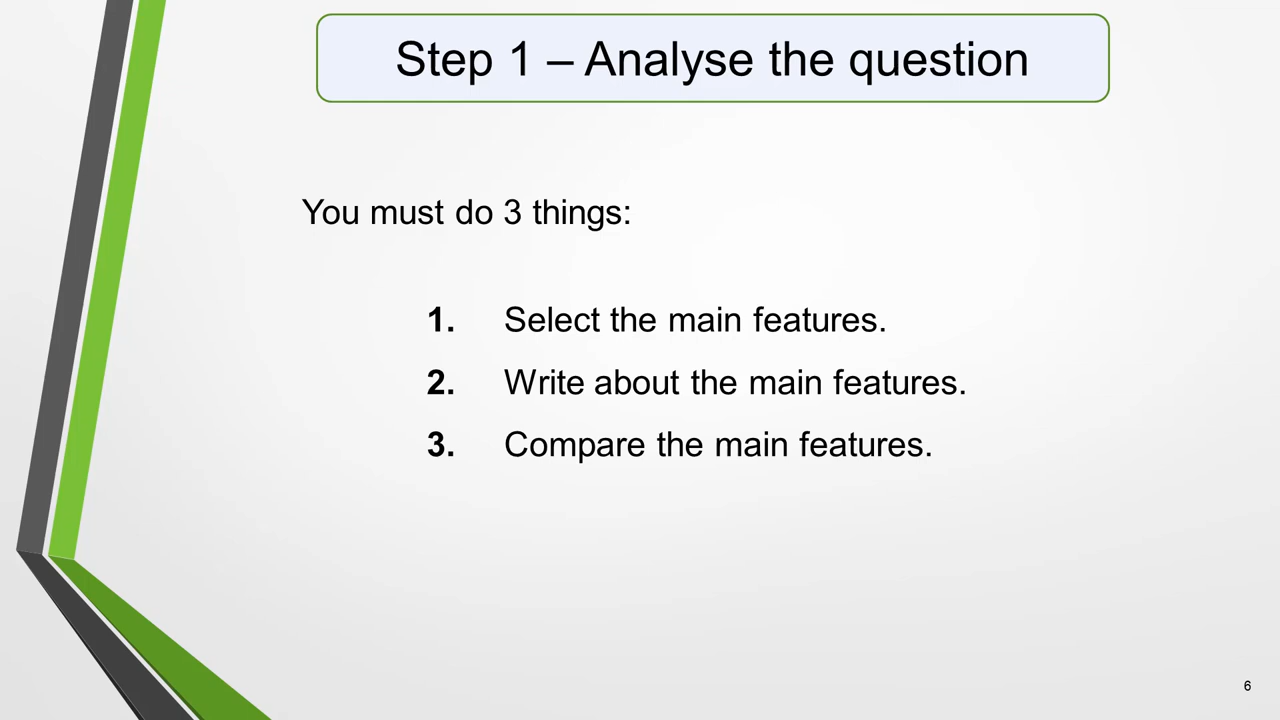 Step 1 – Analyse the question
You must do 3 things:
1. Select the main features.
2. Write about the main features.
3. Compare the main features.
6